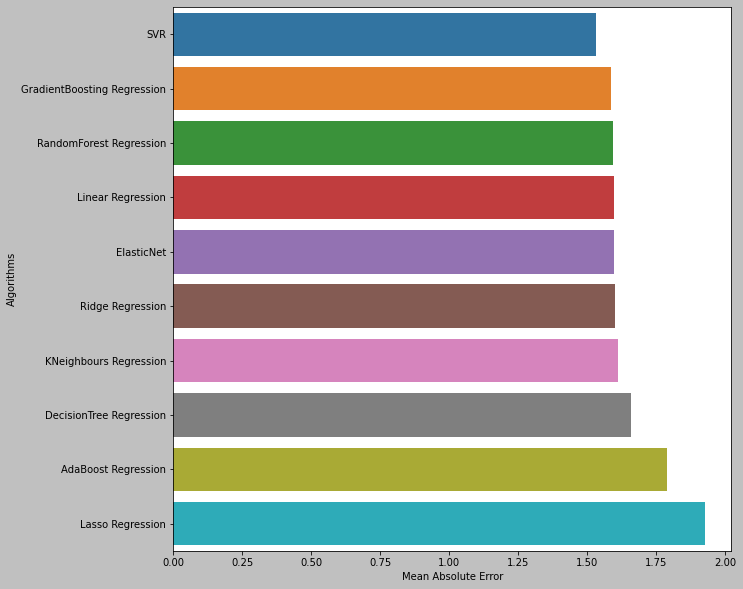 SVR
GradientBoosting Regression
RandomForest Regression
Linear Regression
ElasticNet
Ridge Regression
KNeighbours Regression
DecisionTree Regression
AdaBoost Regression
Lasso Regression
Algorithms
0.00 0.25 0.50 0.75 1.00 1.25 1.50 1.75 2.00
Mean Absolute Error